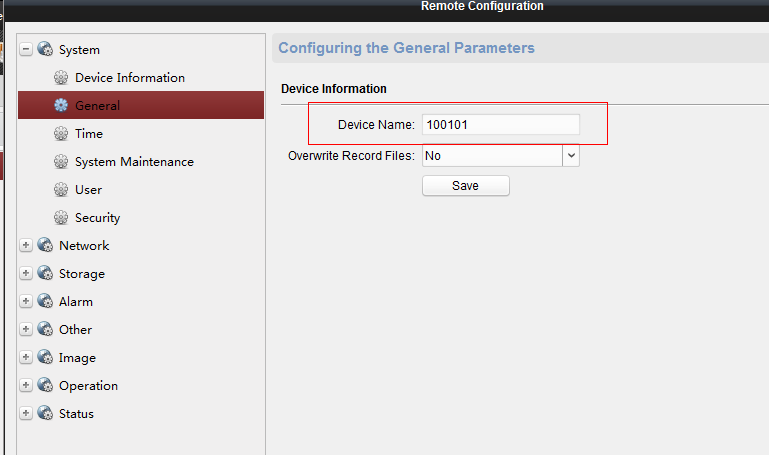 Remote Configuration
System
Device Information
General
Time
System Maintenance
User
Security
Network
Storage
Alarm
Other
Image
Operation
Status
Configuring the General Parameters
Device Information
Device Name: 100101
Overwrite Record Files: No
Save